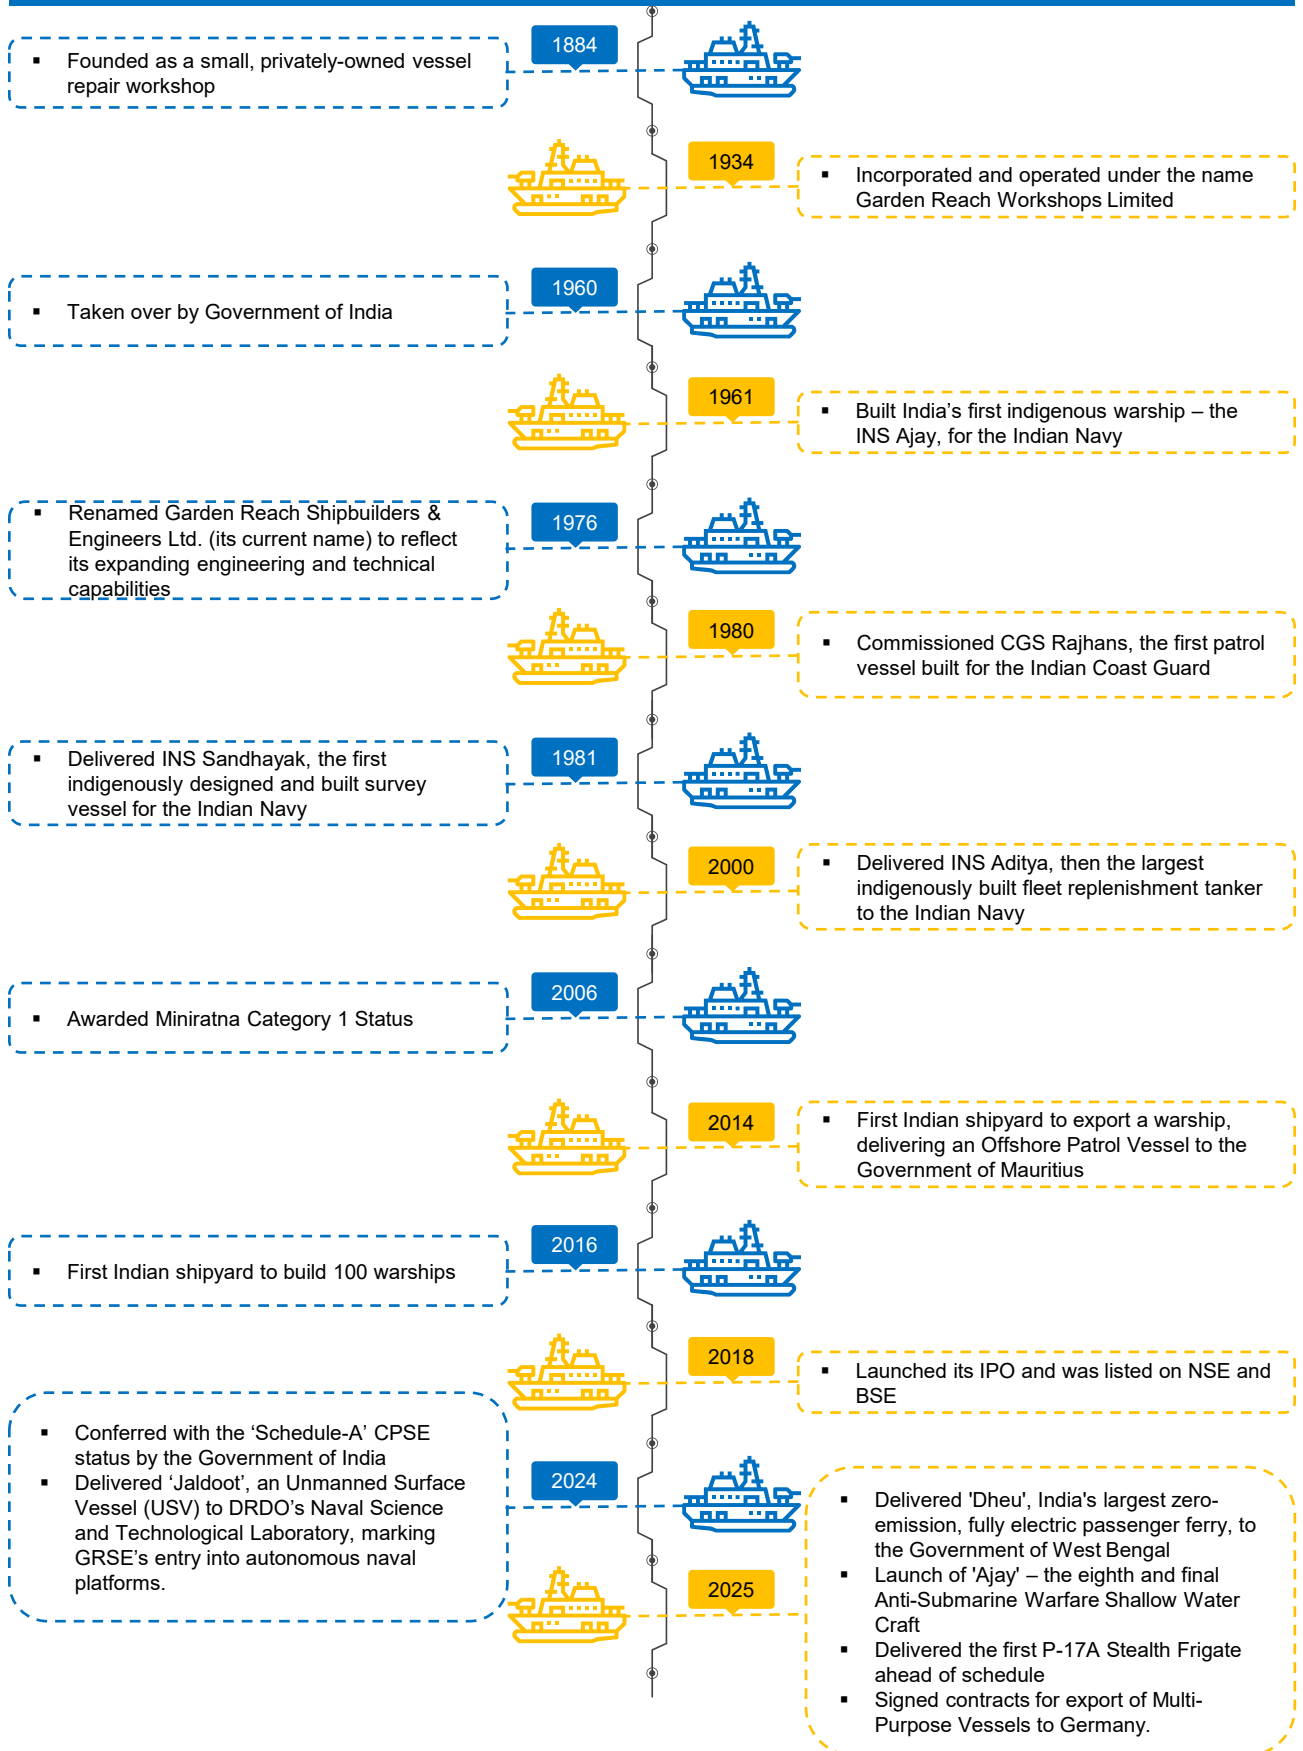 1884
▪ Founded as a small, privately-owned vessel
repair workshop
1934
▪ Incorporated and operated under the name
Garden Reach Workshops Limited
1960
▪ Taken over by Government of India
1961
▪ Built India’s first indigenous warship – the
INS Ajay, for the Indian Navy
1976
▪ Renamed Garden Reach Shipbuilders &
Engineers Ltd. (its current name) to reflect
its expanding engineering and technical
capabilities
1980
▪ Commissioned CGS Rajhans, the first patrol
vessel built for the Indian Coast Guard
1981
▪ Delivered INS Sandhayak, the first
indigenously designed and built survey
vessel for the Indian Navy
2000
▪ Delivered INS Aditya, then the largest
indigenously built fleet replenishment tanker
to the Indian Navy
2006
▪ Awarded Miniratna Category 1 Status
2014
▪ First Indian shipyard to export a warship,
delivering an Offshore Patrol Vessel to the
Government of Mauritius
2016
▪ First Indian shipyard to build 100 warships
2018
▪ Launched its IPO and was listed on NSE and
BSE
2024
▪ Conferred with the ‘Schedule-A’ CPSE
status by the Government of India
▪ Delivered ‘Jaldoot’, an Unmanned Surface
Vessel (USV) to DRDO’s Naval Science
and Technological Laboratory, marking
GRSE’s entry into autonomous naval
platforms.
2025
▪ Delivered 'Dheu', India's largest zero-
emission, fully electric passenger ferry, to
the Government of West Bengal
▪ Launch of 'Ajay' – the eighth and final
Anti-Submarine Warfare Shallow Water
Craft
▪ Delivered the first P-17A Stealth Frigate
ahead of schedule
▪ Signed contracts for export of Multi-
Purpose Vessels to Germany.